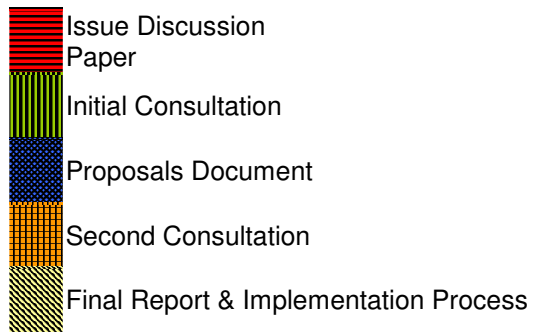 Issue Discussion
Paper
Initial Consultation
Proposals Document
Second Consultation
Final Report & Implementation Process